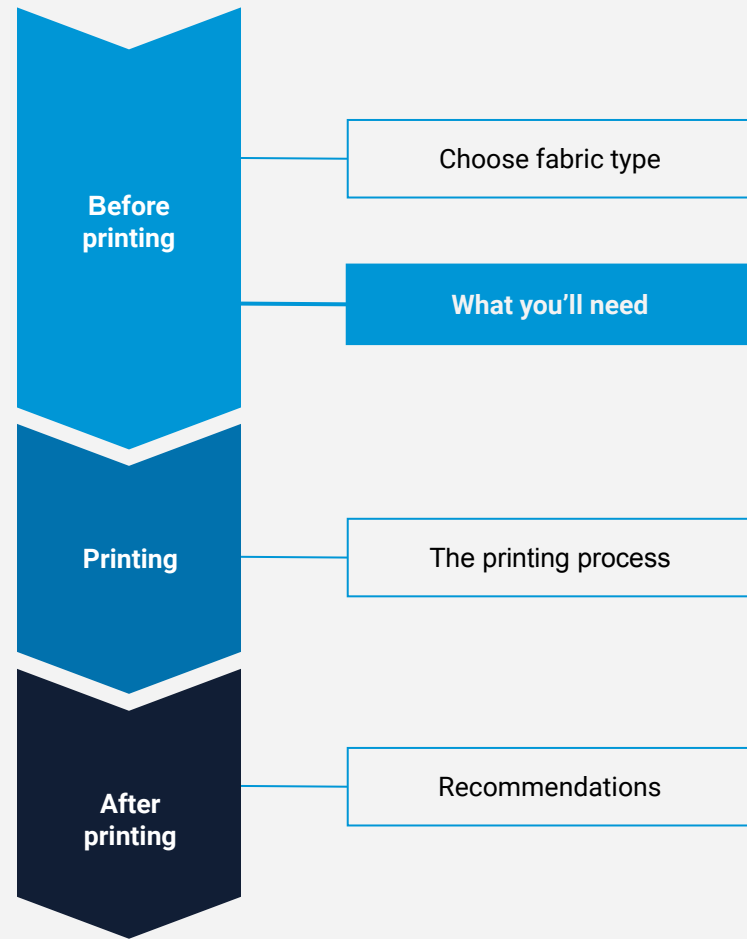 Before
printing
Choose fabric type
What you’ll need
Printing
The printing process
After
printing
Recommendations